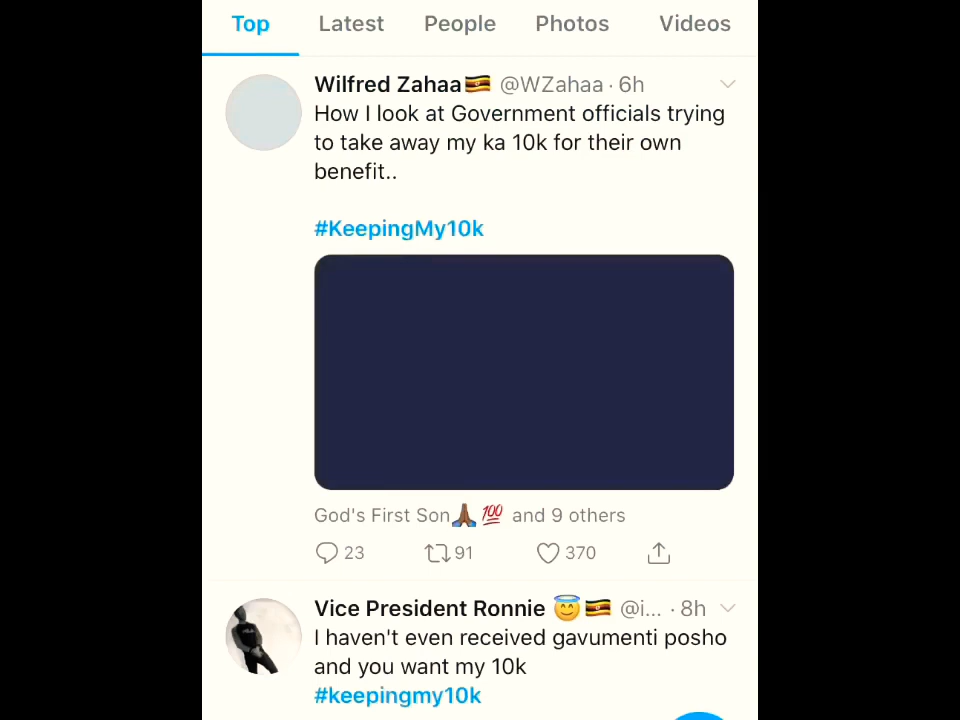 Top Latest People Photos Videos
Wilfred Zahaa🇺🇬 @WZahaa · 6h
How I look at Government officials trying
to take away my ka 10k for their own
benefit..
#KeepingMy10k
God's First Son🙏🏾💯 and 9 others
23 91 370
Vice President Ronnie 😇🇺🇬 @i... · 8h
I haven't even received gavumenti posho
and you want my 10k
#keepingmy10k